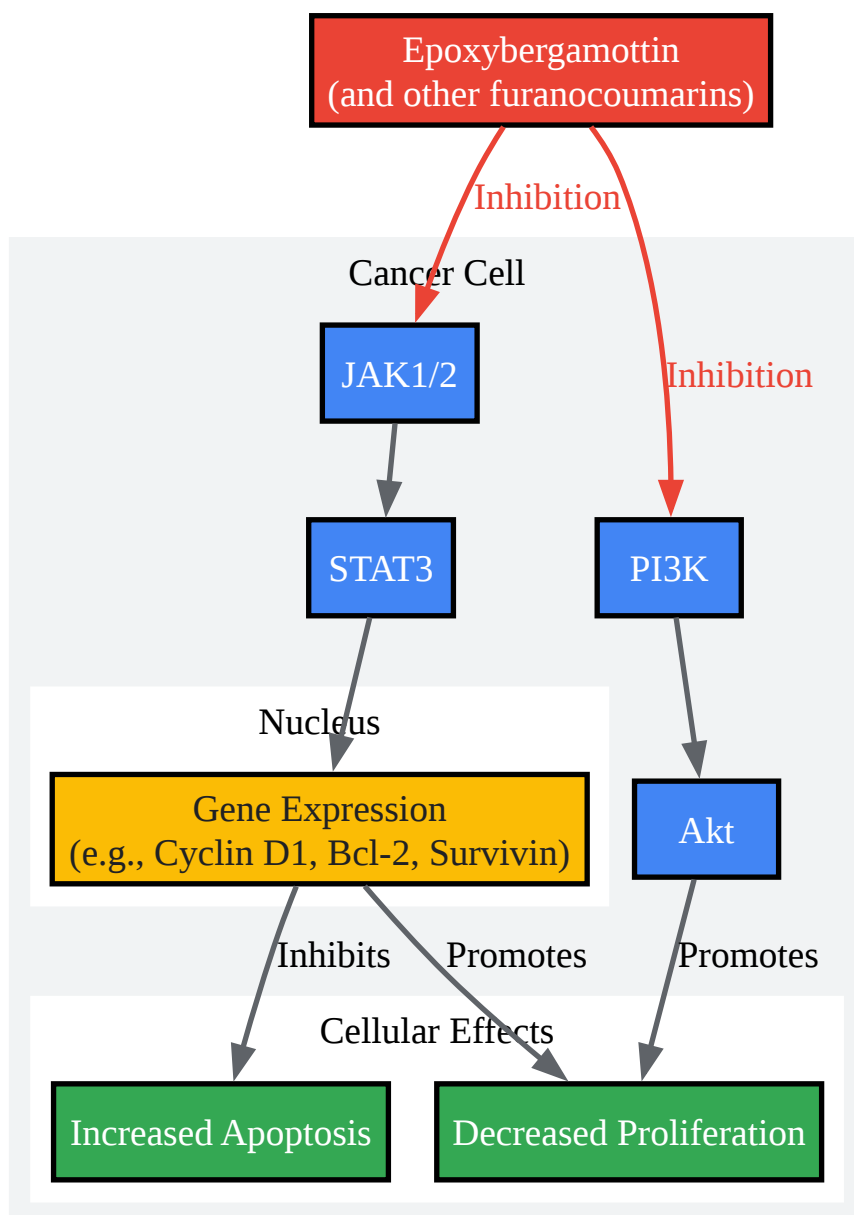 Epoxybergamottin
(and other furanocoumarins)
Inhibition
Cancer Cell
JAK1/2
Inhibition
STAT3
PI3K
Nucleus
Gene Expression
(e.g., Cyclin D1, Bcl-2, Survivin)
Akt
Inhibits
Promotes
Promotes
Cellular Effects
Increased Apoptosis
Decreased Proliferation